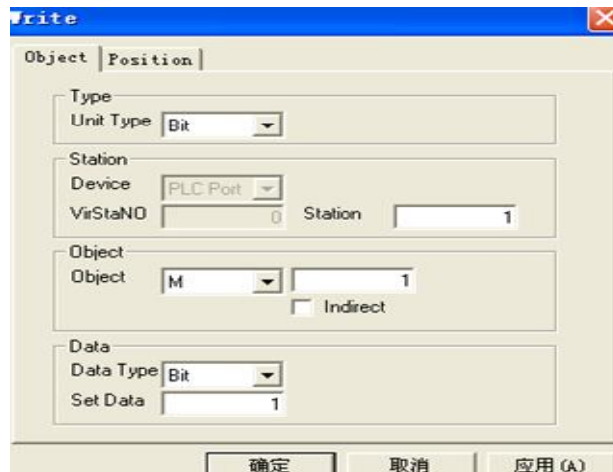 Write
Object Position
Type
Unit Type Bit
Station
Device PLC Port
VirStaNO 0 Station 1
Object
Object M 1
Indirect
Data
Data Type Bit
Set Data 1
确定 取消 应用(A)